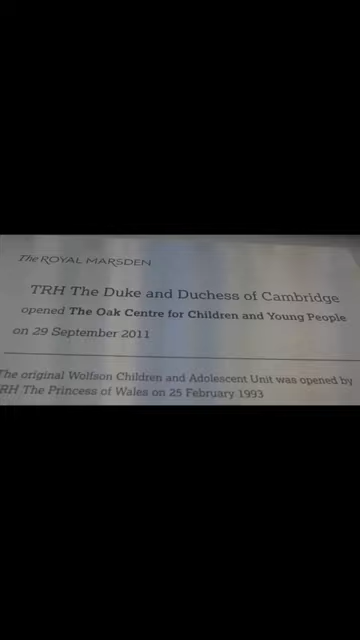 The ROYAL MARSDEN
TRH The Duke and Duchess of Cambridge
opened The Oak Centre for Children and Young People
on 29 September 2011
The original Wolfson Children and Adolescent Unit was opened by
RH The Princess of Wales on 25 February 1993